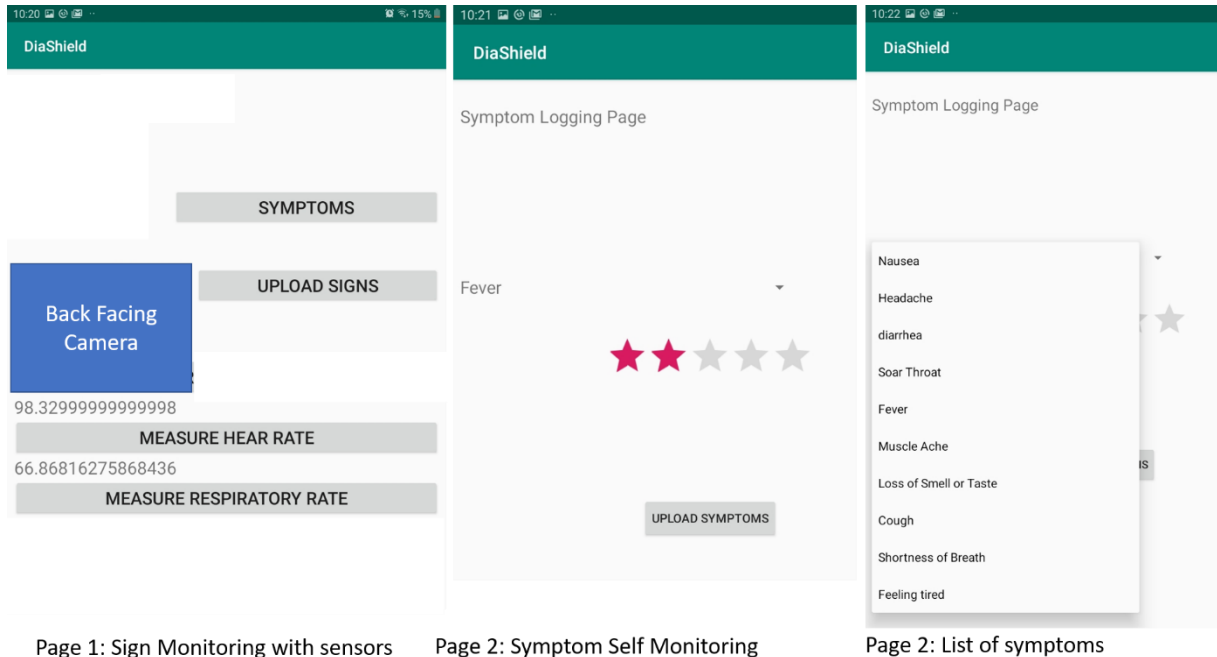 10:20
15%
DiaShield
SYMPTOMS
UPLOAD SIGNS
Back Facing
Camera
98.32999999999998
MEASURE HEAR RATE
66.86816275868436
MEASURE RESPIRATORY RATE
Page 1: Sign Monitoring with sensors
10:21
DiaShield
Symptom Logging Page
Fever
UPLOAD SYMPTOMS
Page 2: Symptom Self Monitoring
10:22
DiaShield
Symptom Logging Page
Nausea
Headache
diarrhea
Soar Throat
Fever
Muscle Ache
Loss of Smell or Taste
Cough
Shortness of Breath
Feeling tired
Page 2: List of symptoms